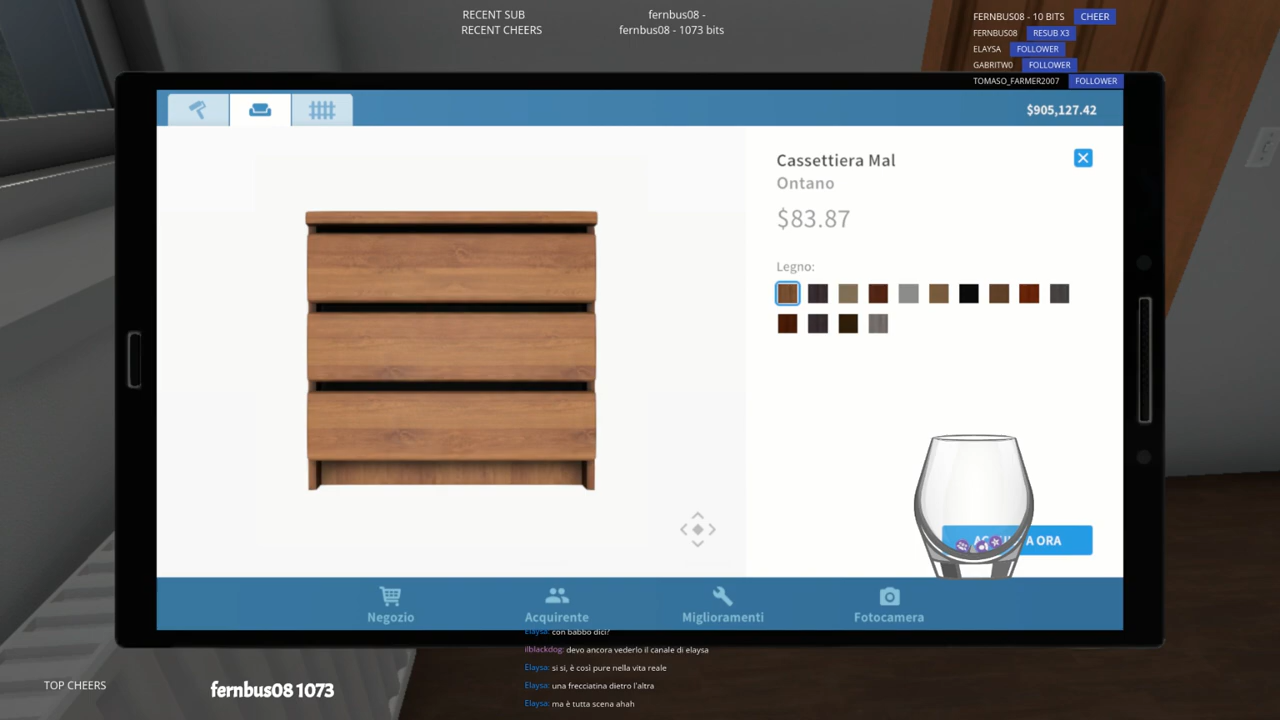 RECENT SUB fernbus08 -
RECENT CHEERS fernbus08 - 1073 bits
FERNBUS08 - 10 BITS CHEER
FERNBUS08 RESUB X3
ELAYSA FOLLOWER
GABRITW0 FOLLOWER
TOMASO_FARMER2007 FOLLOWER
$905,127.42
Cassettiera Mal
Ontano
$83.87
Legno:
A ORA
Negozio
Acquirente
Miglioramenti
Fotocamera
Elaysa: con babbo dici?
ilblackdog: devo ancora vederlo il canale di elaysa
Elaysa: si si, è così pure nella vita reale
Elaysa: una frecciatina dietro l'altra
Elaysa: ma è tutta scena ahah
TOP CHEERS
fernbus08 1073